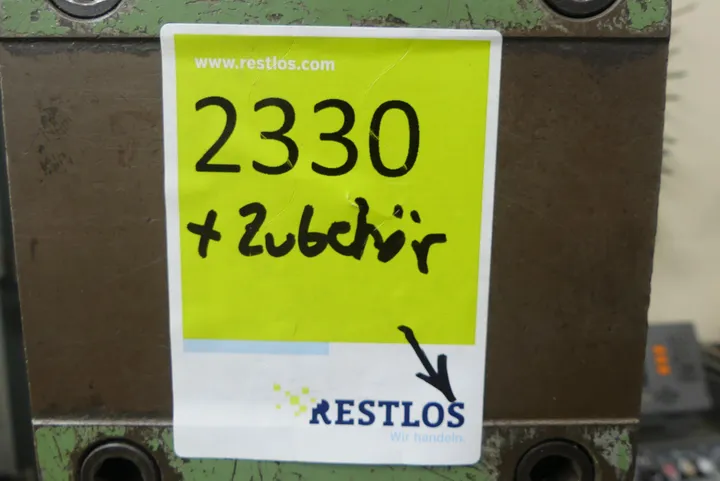 www.restlos.com
2330
+ Zubehör
RESTLOS
Wir handeln.